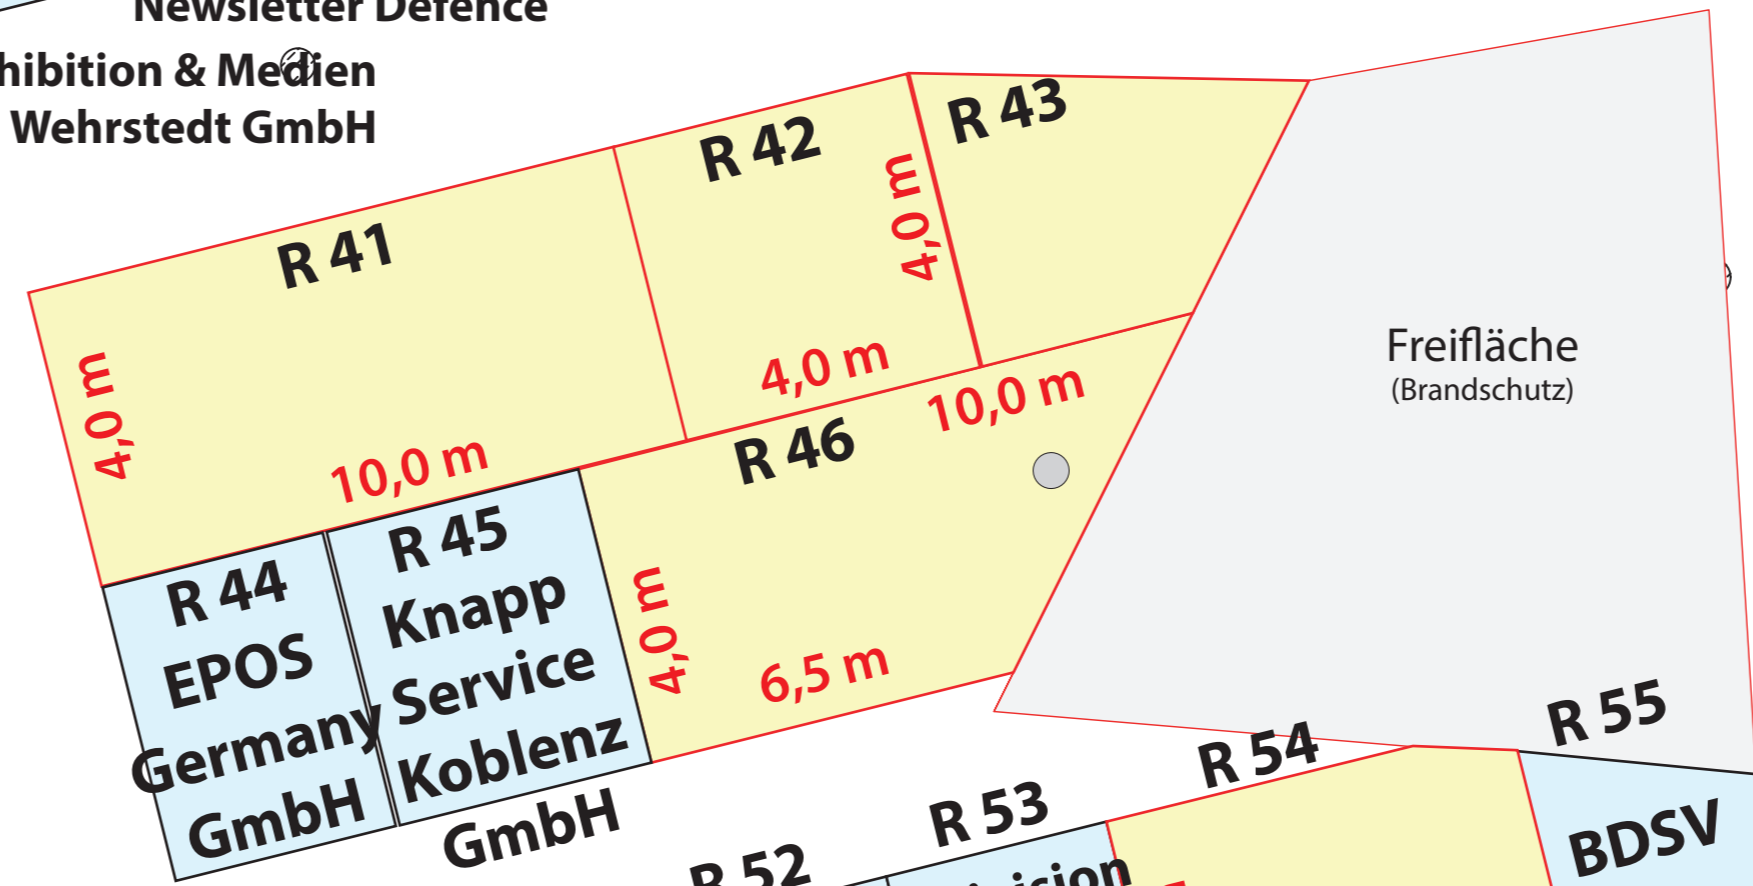 Newsletter Defence
hibition & Medien
Wehrstedt GmbH
R 41
4,0 m
10,0 m
R 42
4,0 m
4,0 m
R 43
R 44
EPOS
Germany
GmbH
R 45
Knapp
Service
Koblenz
GmbH
R 46
10,0 m
4,0 m
6,5 m
Freifläche
(Brandschutz)
R 52
R 53
R 54
R 55
BDSV